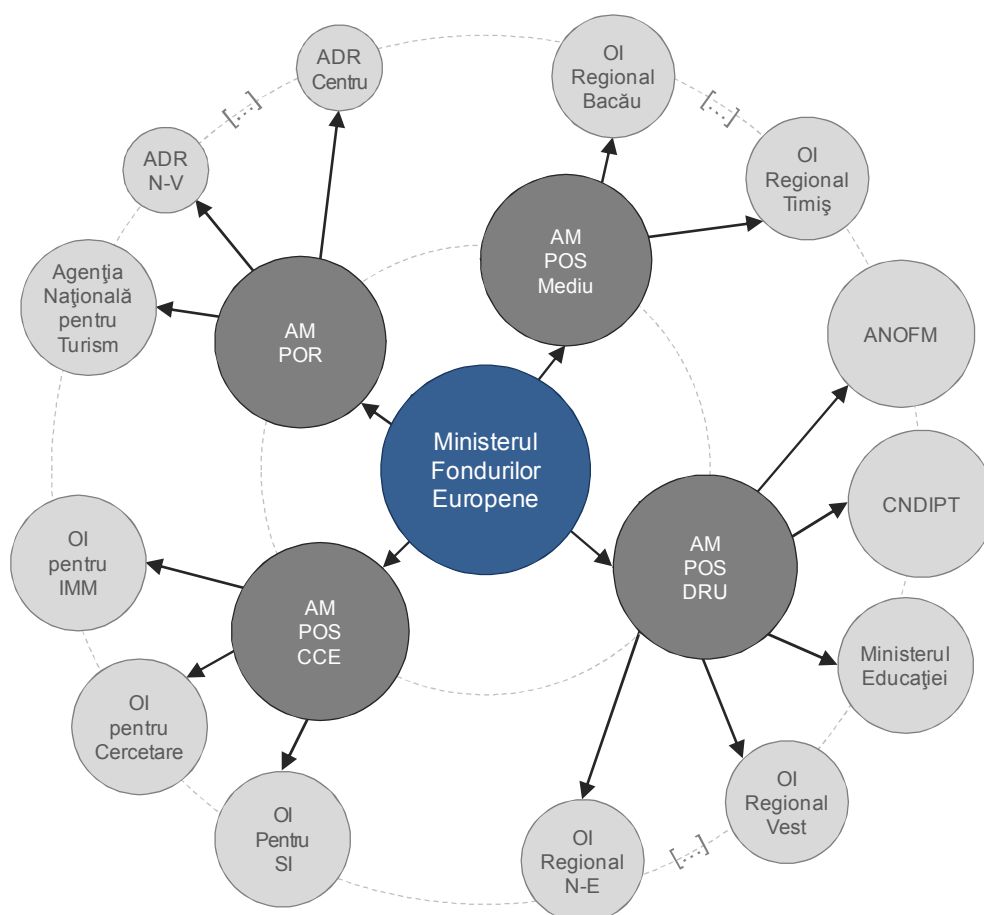 ADR
Centru
[...]
ADR
N-V
Agenţia
Naţională
pentru
Turism
AM
POR
OI
Regional
Bacău
[...]
OI
Regional
Timiş
AM
POS
Mediu
ANOFM
CNDIPT
Ministerul
Fondurilor
Europene
AM
POS
DRU
Ministerul
Educaţiei
OI
Regional
Vest
[...]
OI
Regional
N-E
AM
POS
CCE
OI
pentru
IMM
OI
pentru
Cercetare
OI
Pentru
SI